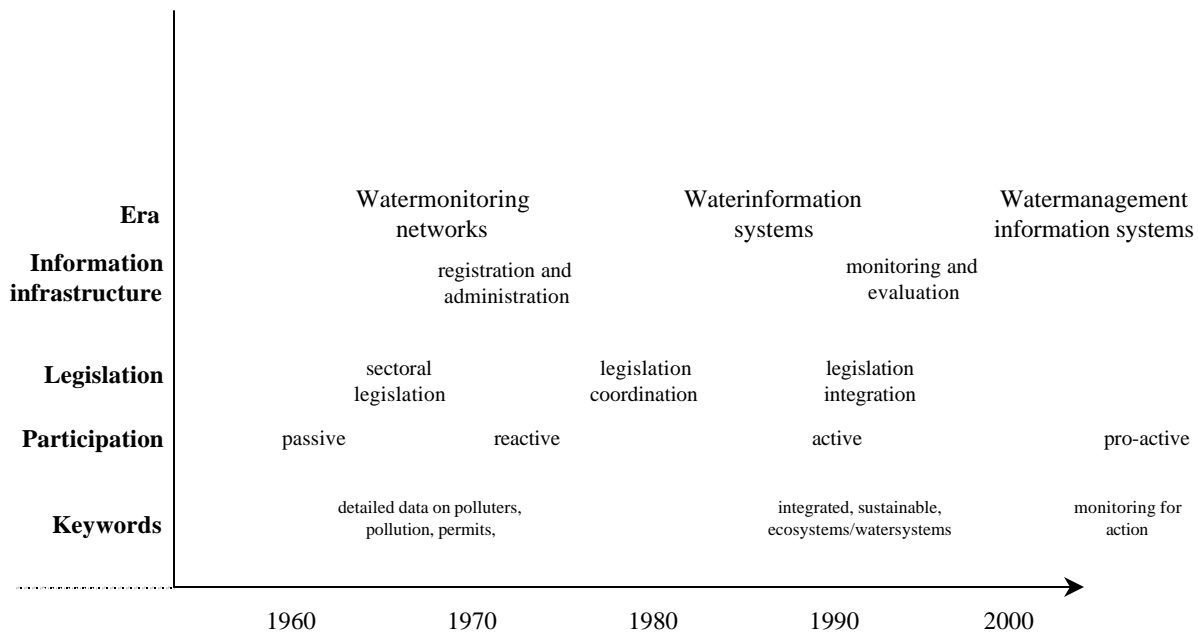 Era
Watermonitoring
networks
Waterinformation
systems
Watermanagement
information systems
Information
infrastructure
registration and
administration
monitoring and
evaluation
Legislation
sectoral
legislation
legislation
coordination
legislation
integration
Participation
passive
reactive
active
pro-active
Keywords
detailed data on polluters,
pollution, permits,
integrated, sustainable,
ecosystems/watersystems
monitoring for
action
1960
1970
1980
1990
2000